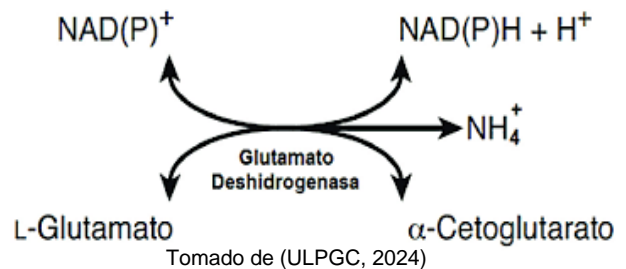 NAD(P)⁺ NAD(P)H + H⁺
NH₄⁺
Glutamato
Deshidrogenasa
L-Glutamato α-Cetoglutarato
Tomado de (ULPGC, 2024)